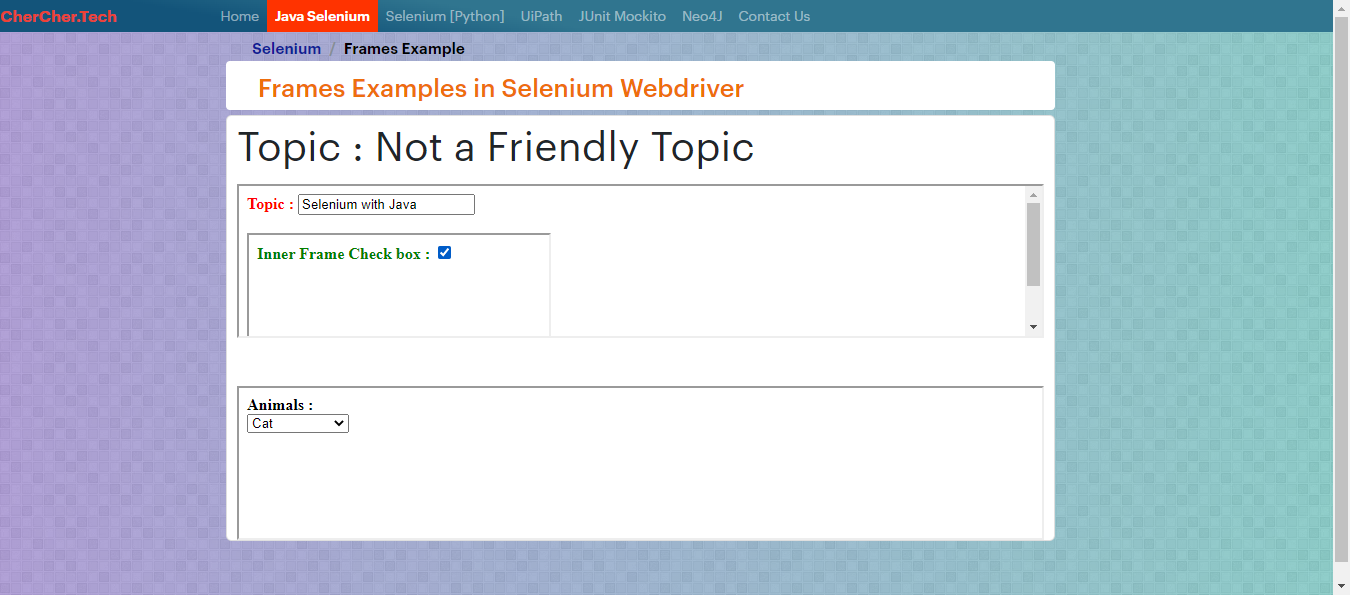 CherCher.Tech Home Java Selenium Selenium [Python] UiPath JUnit Mockito Neo4J Contact Us
Selenium / Frames Example
Frames Examples in Selenium Webdriver
Topic : Not a Friendly Topic
Topic : Selenium with Java
Inner Frame Check box :
Animals :
Cat